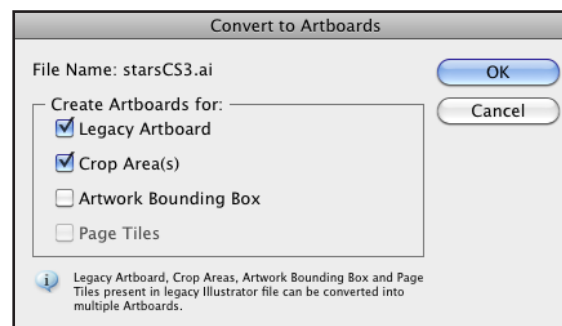 Convert to Artboards
File Name: starsCS3.ai
OK
Cancel
Create Artboards for:
Legacy Artboard
Crop Area(s)
Artwork Bounding Box
Page Tiles
Legacy Artboard, Crop Areas, Artwork Bounding Box and Page
Tiles present in legacy Illustrator file can be converted into
multiple Artboards.